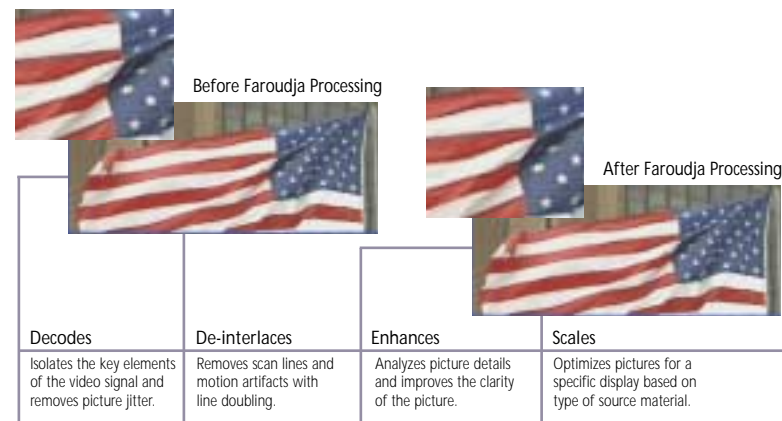 Before Faroudja Processing
After Faroudja Processing
Decodes
Isolates the key elements
of the video signal and
removes picture jitter.
De-interlaces
Removes scan lines and
motion artifacts with
line doubling.
Enhances
Analyzes picture details
and improves the clarity
of the picture.
Scales
Optimizes pictures for a
specific display based on
type of source material.